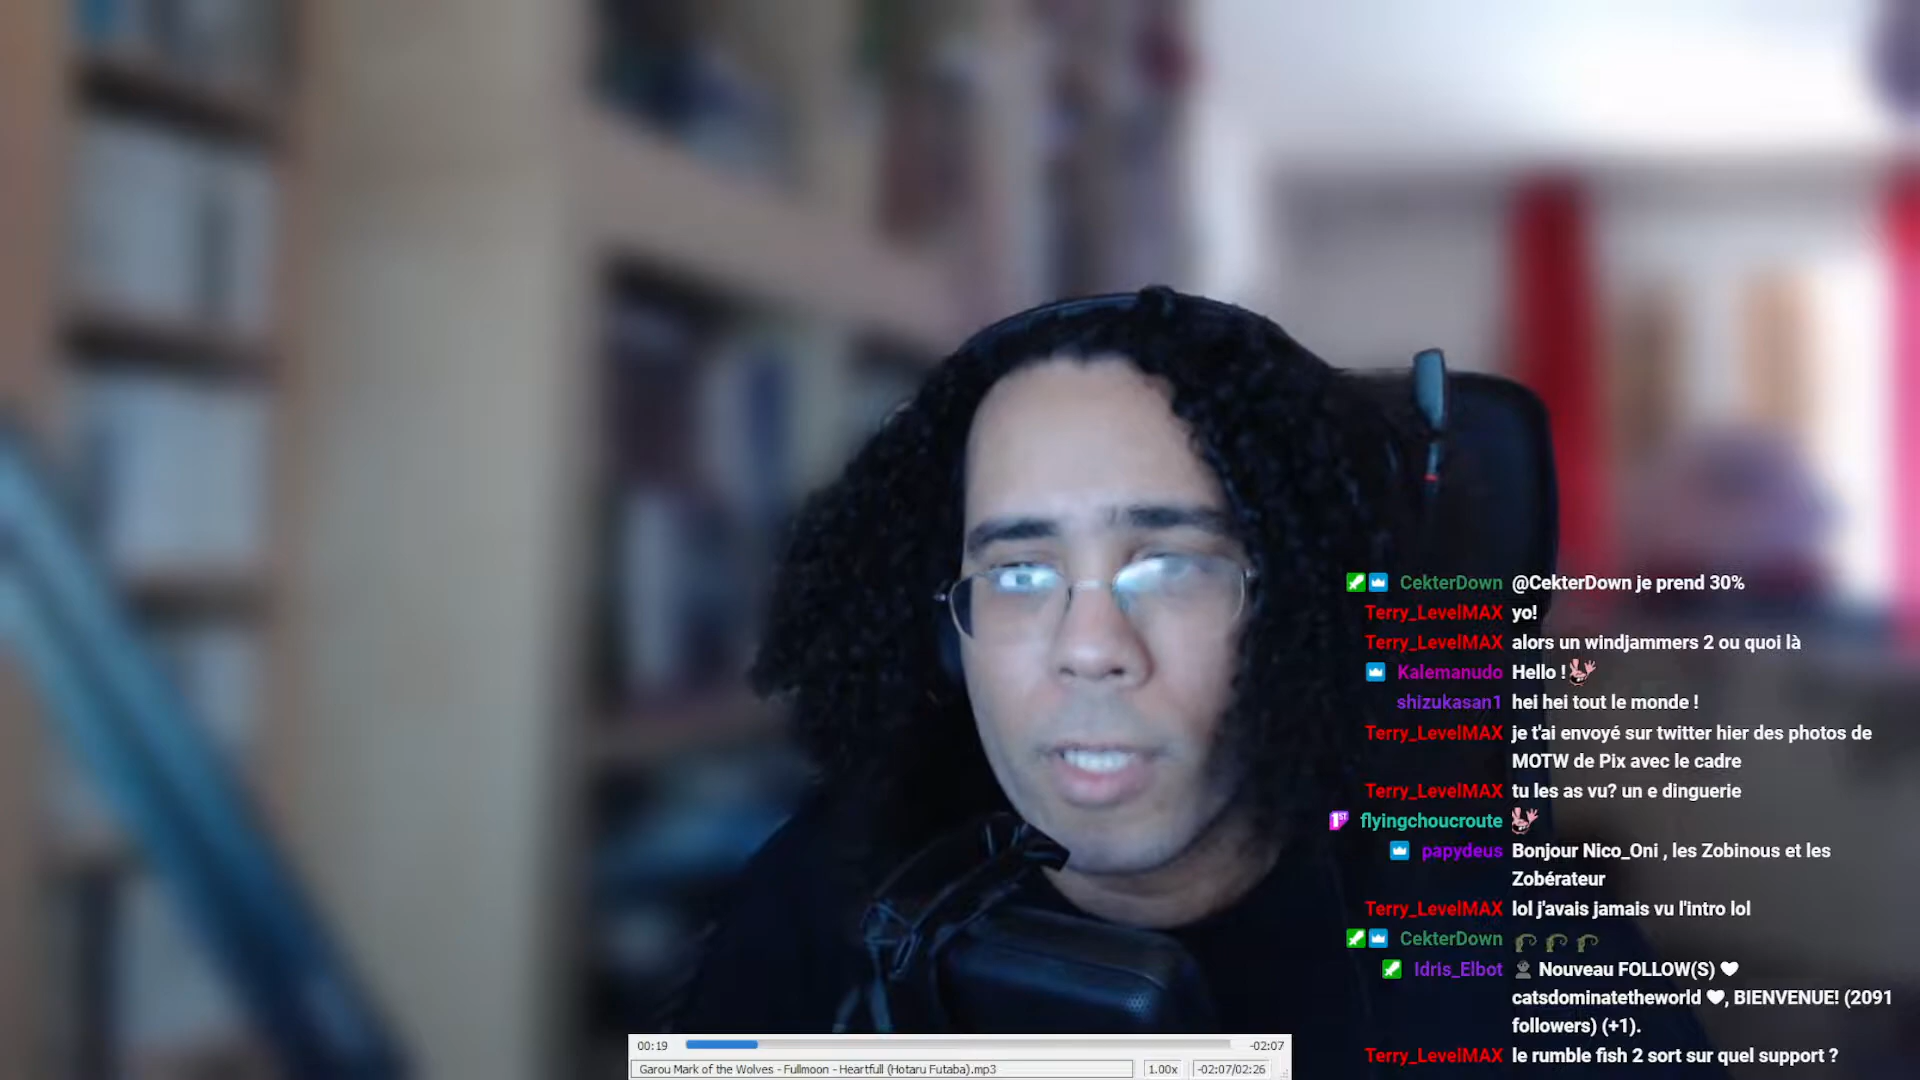 CekterDown @CekterDown je prend 30%
Terry_LevelMAX yo!
Terry_LevelMAX alors un windjammers 2 ou quoi là
Kalemanudo Hello !
shizukasan1 hei hei tout le monde !
Terry_LevelMAX je t'ai envoyé sur twitter hier des photos de
MOTW de Pix avec le cadre
Terry_LevelMAX tu les as vu? un e dinguerie
1ST flyingchoucroute
papydeus Bonjour Nico_Oni , les Zobinous et les
Zobérateur
Terry_LevelMAX lol j'avais jamais vu l'intro lol
CekterDown
Idris_Elbot Nouveau FOLLOW(S) ♥
catsdominatetheworld ♥, BIENVENUE! (2091
followers) (+1).
Terry_LevelMAX le rumble fish 2 sort sur quel support ?
00:19 -02:07
Garou Mark of the Wolves - Fullmoon - Heartfull (Hotaru Futaba).mp3 1.00x -02:07/02:26